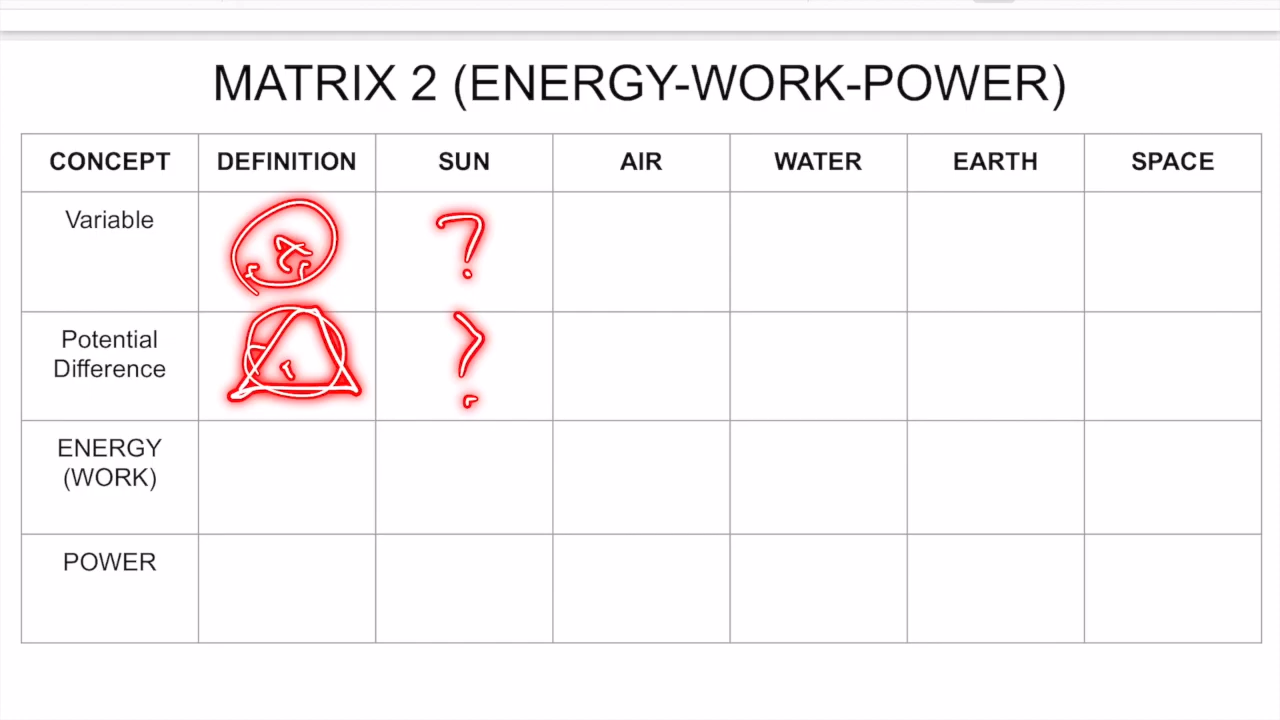 MATRIX 2 (ENERGY-WORK-POWER)
CONCEPT DEFINITION SUN AIR WATER EARTH SPACE
Variable ?
Potential
Difference ?
ENERGY
(WORK)
POWER